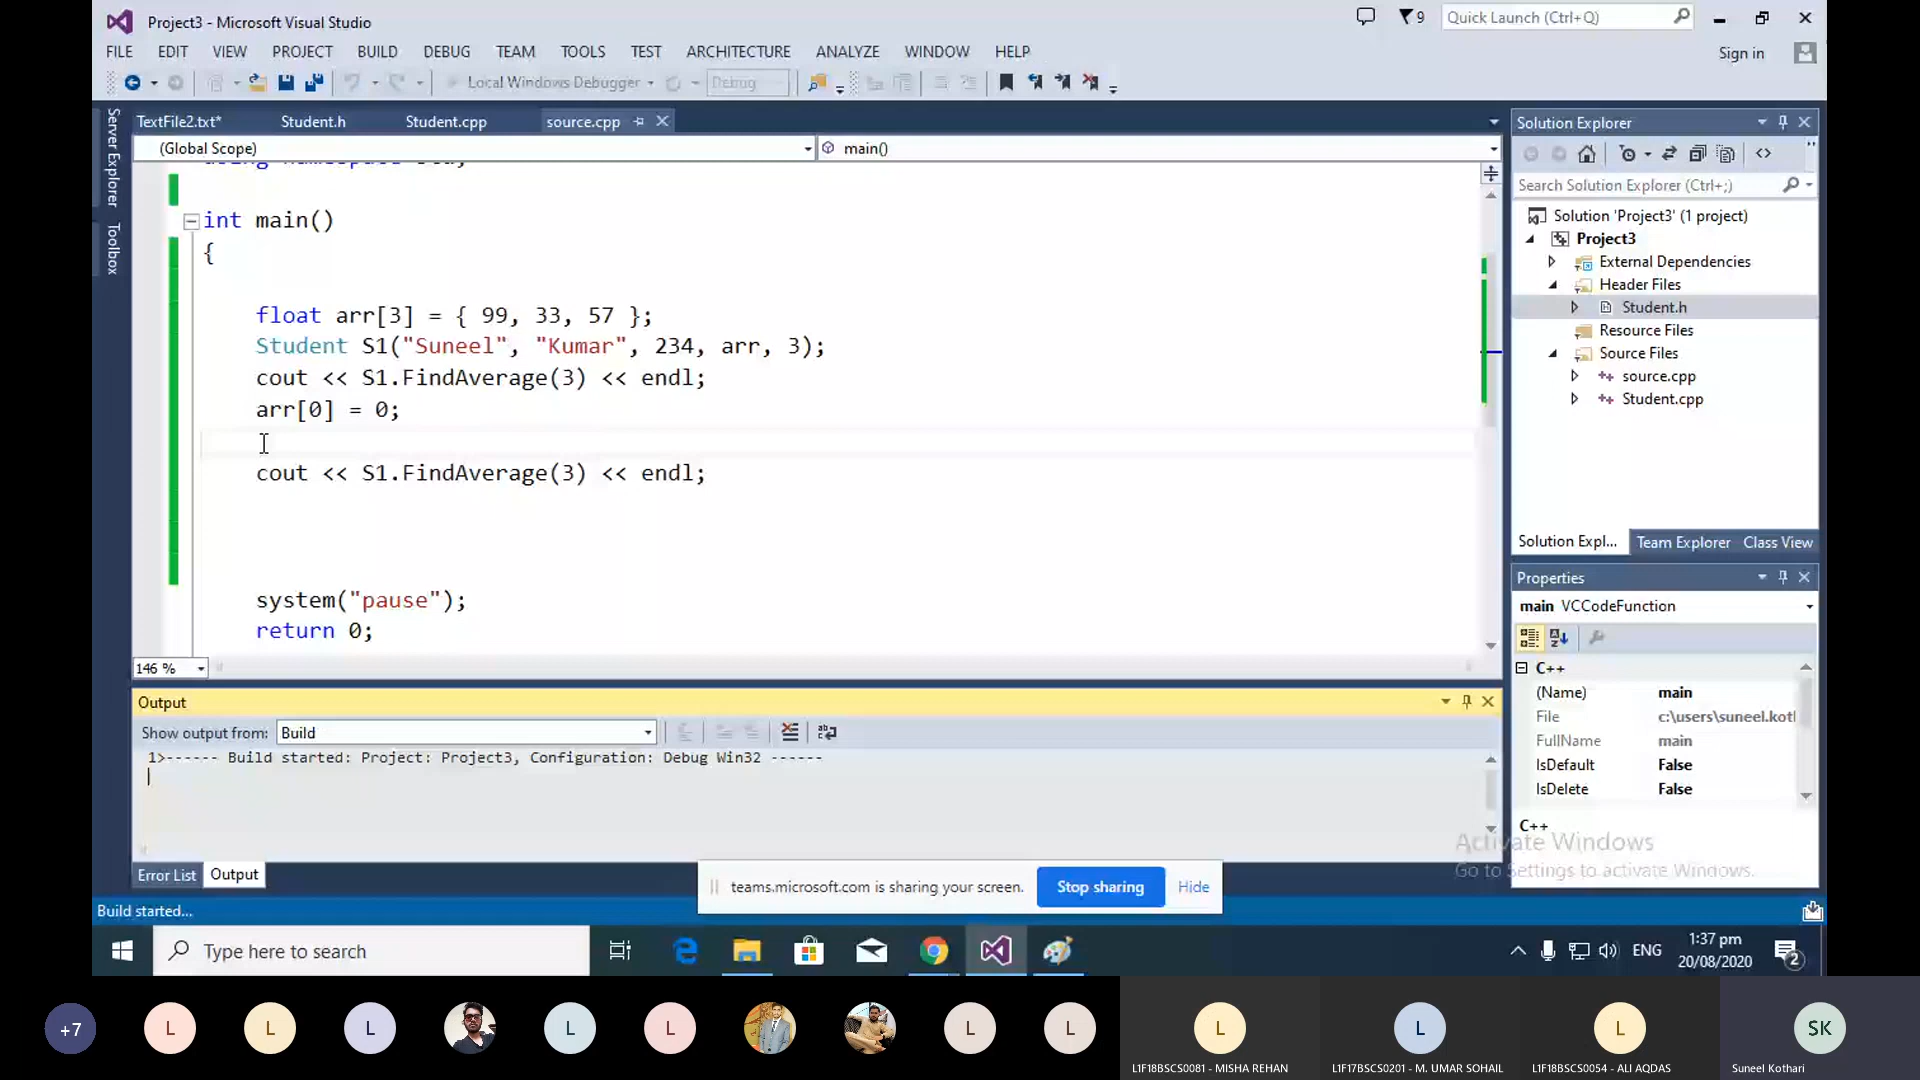 Project3 - Microsoft Visual Studio
9
Quick Launch (Ctrl+Q)
FILE EDIT VIEW PROJECT BUILD DEBUG TEAM TOOLS TEST ARCHITECTURE ANALYZE WINDOW HELP
Sign in
Local Windows Debugger
Debug
TextFile2.txt* Student.h Student.cpp source.cpp
(Global Scope)
main()
int main()
{
float arr[3] = { 99, 33, 57 };
Student S1("Suneel", "Kumar", 234, arr, 3);
cout << S1.FindAverage(3) << endl;
arr[0] = 0;
cout << S1.FindAverage(3) << endl;
system("pause");
return 0;
146 %
Server Explorer
Toolbox
Output
Show output from: Build
1>------ Build started: Project: Project3, Configuration: Debug Win32 ------
Error List Output
Build started...
Solution Explorer
Search Solution Explorer (Ctrl+;)
Solution 'Project3' (1 project)
Project3
External Dependencies
Header Files
Student.h
Resource Files
Source Files
source.cpp
Student.cpp
Solution Expl... Team Explorer Class View
Properties
main VCCodeFunction
C++
(Name) main
File c:\users\suneel.kotl
FullName main
IsDefault False
IsDelete False
C++
Activate Windows
Go to Settings to activate Windows.
teams.microsoft.com is sharing your screen. Stop sharing Hide
Type here to search
ENG
1:37 pm
20/08/2020
2
+7
L
L
L
L
L
L
L
L
L
L
SK
L1F18BSCS0081 - MISHA REHAN
L1F17BSCS0201 - M. UMAR SOHAIL
L1F18BSCS0054 - ALI AQDAS
Suneel Kothari